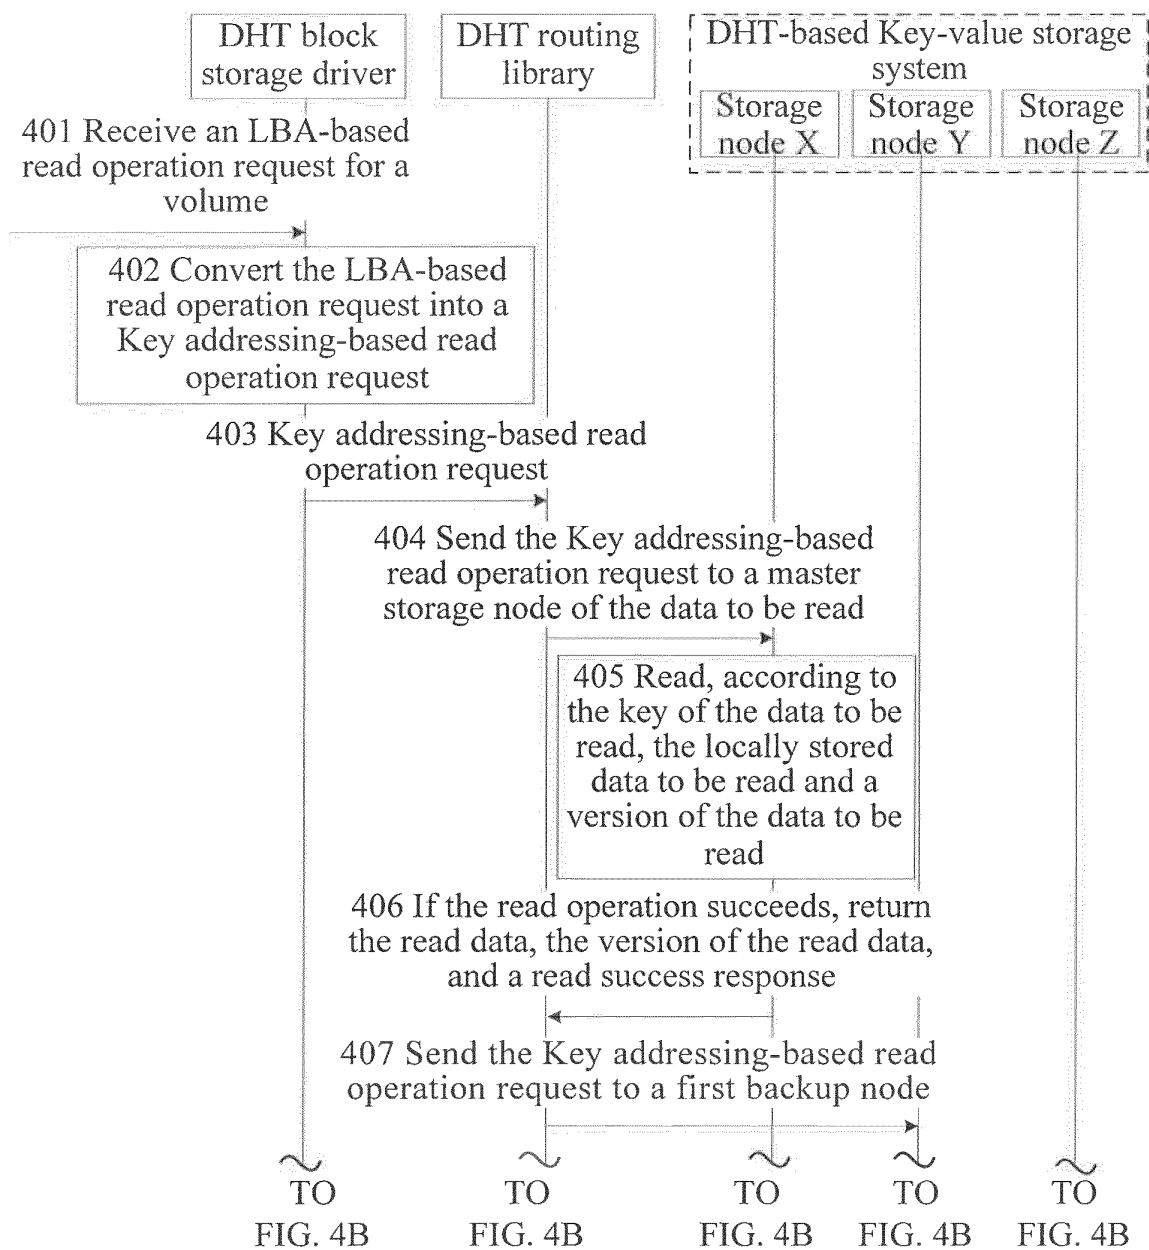 DHT block
storage driver
DHT routing
library
DHT-based Key-value storage
system
Storage
node X
Storage
node Y
Storage
node Z
401 Receive an LBA-based
read operation request for a
volume
402 Convert the LBA-based
read operation request into a
Key addressing-based read
operation request
403 Key addressing-based read
operation request
404 Send the Key addressing-based
read operation request to a master
storage node of the data to be read
405 Read, according to
the key of the data to be
read, the locally stored
data to be read and a
version of the data to be
read
406 If the read operation succeeds, return
the read data, the version of the read data,
and a read success response
407 Send the Key addressing-based read
operation request to a first backup node
TO
FIG. 4B
TO
FIG. 4B
TO
FIG. 4B
TO
FIG. 4B
TO
FIG. 4B